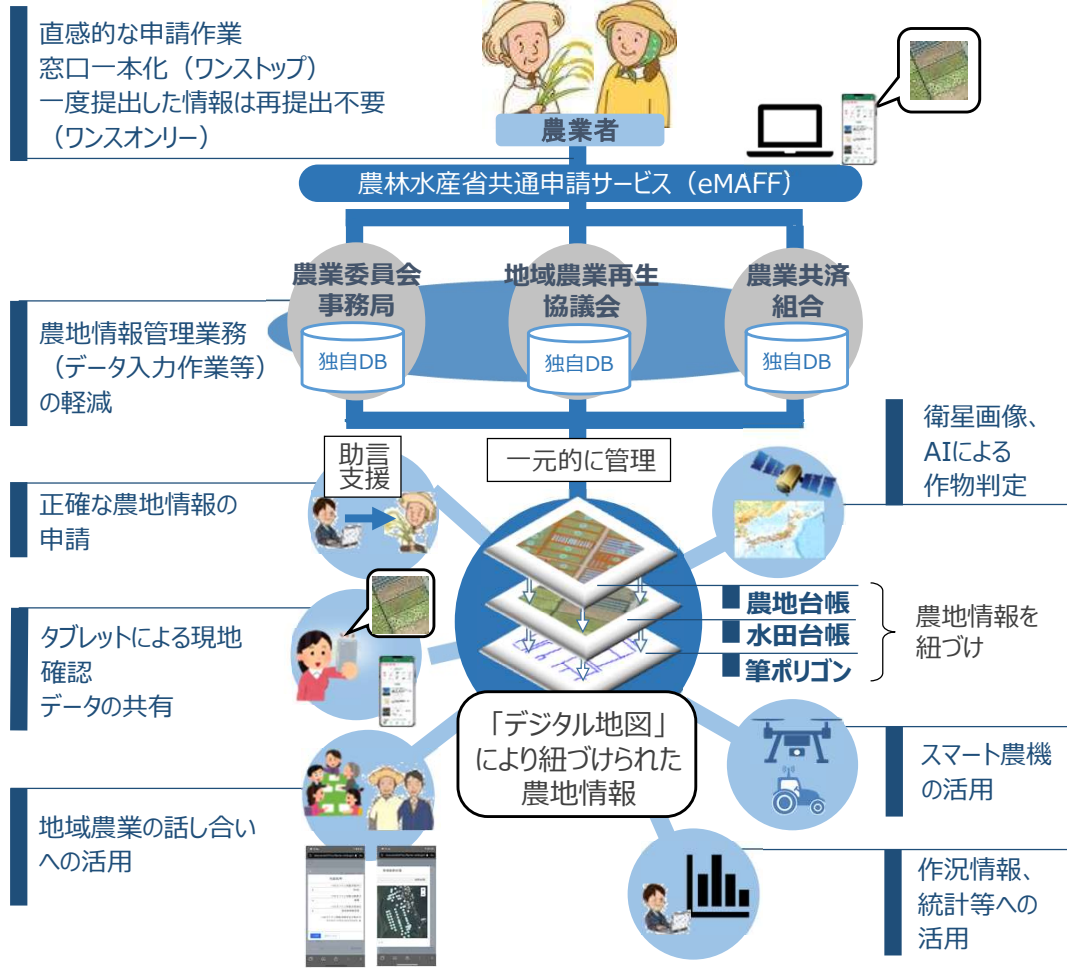 直感的な申請作業
窓口一本化（ワンストップ）
一度提出した情報は再提出不要
（ワンスオンリー）
農業者
農林水産省共通申請サービス（eMAFF）
農業委員会
事務局
独自DB
地域農業再生
協議会
独自DB
農業共済
組合
独自DB
農地情報管理業務
（データ入力作業等）
の軽減
助言
支援
一元的に管理
衛星画像、
AIによる
作物判定
正確な農地情報の
申請
農地台帳
水田台帳
筆ポリゴン
農地情報を
紐づけ
タブレットによる現地
確認
データの共有
「デジタル地図」
により紐づけられた
農地情報
スマート農機
の活用
地域農業の話し合い
への活用
作況情報、
統計等への
活用